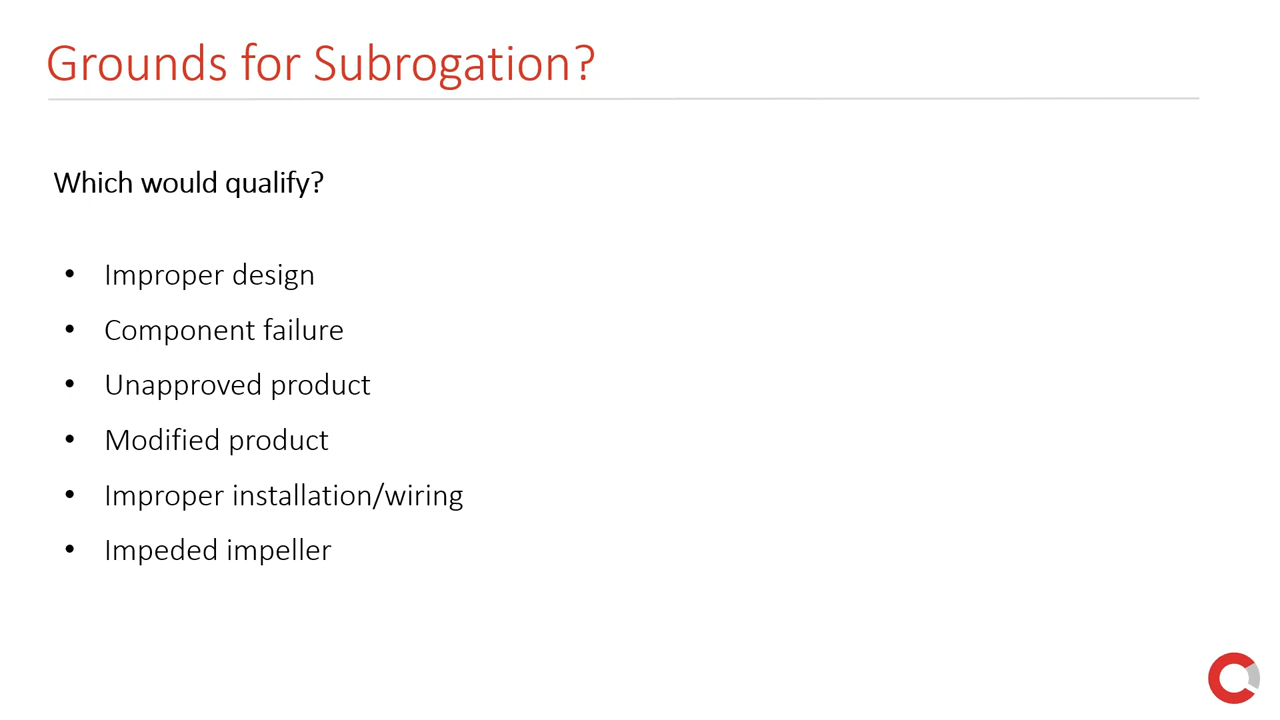 Grounds for Subrogation?
Which would qualify?
• Improper design
• Component failure
• Unapproved product
• Modified product
• Improper installation/wiring
• Impeded impeller